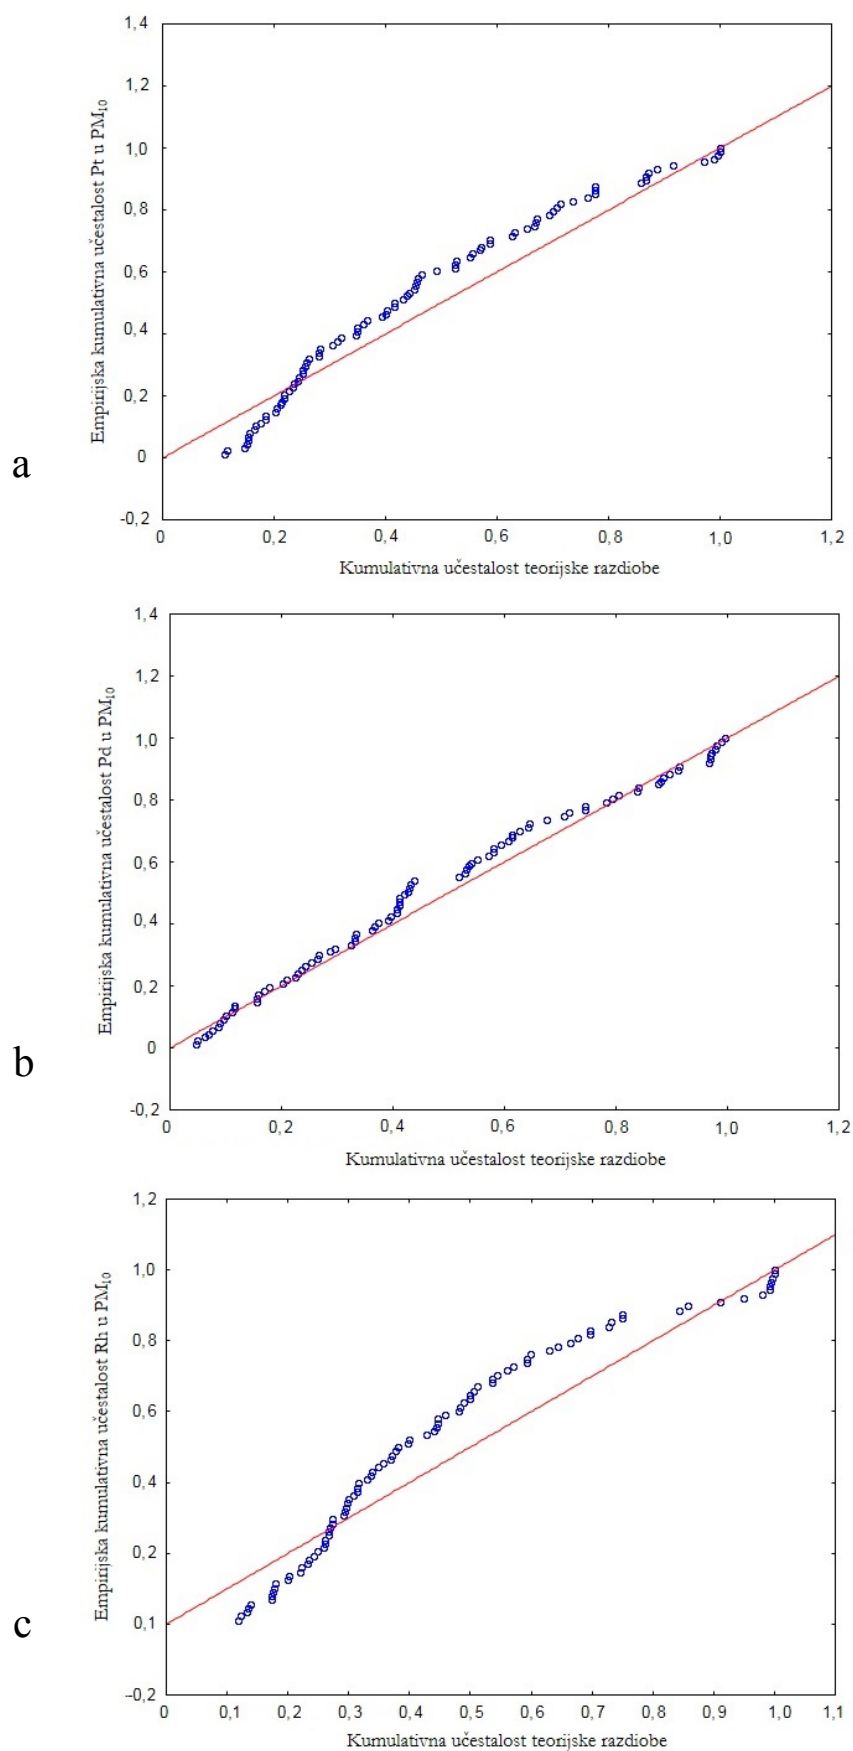 1,4
1,2
1,0
0,8
0,6
0,4
0,2
0
-0,2
Empirijska kumulativna učestalost Pt u PM10
a
0 0,2 0,4 0,6 0,8 1,0 1,2
Kumulativna učestalost teorijske razdiobe
1,4
1,2
1,0
0,8
0,6
0,4
0,2
0
-0,2
Empirijska kumulativna učestalost Pd u PM10
b
0 0,2 0,4 0,6 0,8 1,0 1,2
Kumulativna učestalost teorijske razdiobe
1,2
1,0
0,8
0,6
0,4
0,2
0,1
-0,2
Empirijska kumulativna učestalost Rh u PM10
c
0 0,1 0,2 0,3 0,4 0,5 0,6 0,7 0,8 0,9 1,0 1,1
Kumulativna učestalost teorijske razdiobe